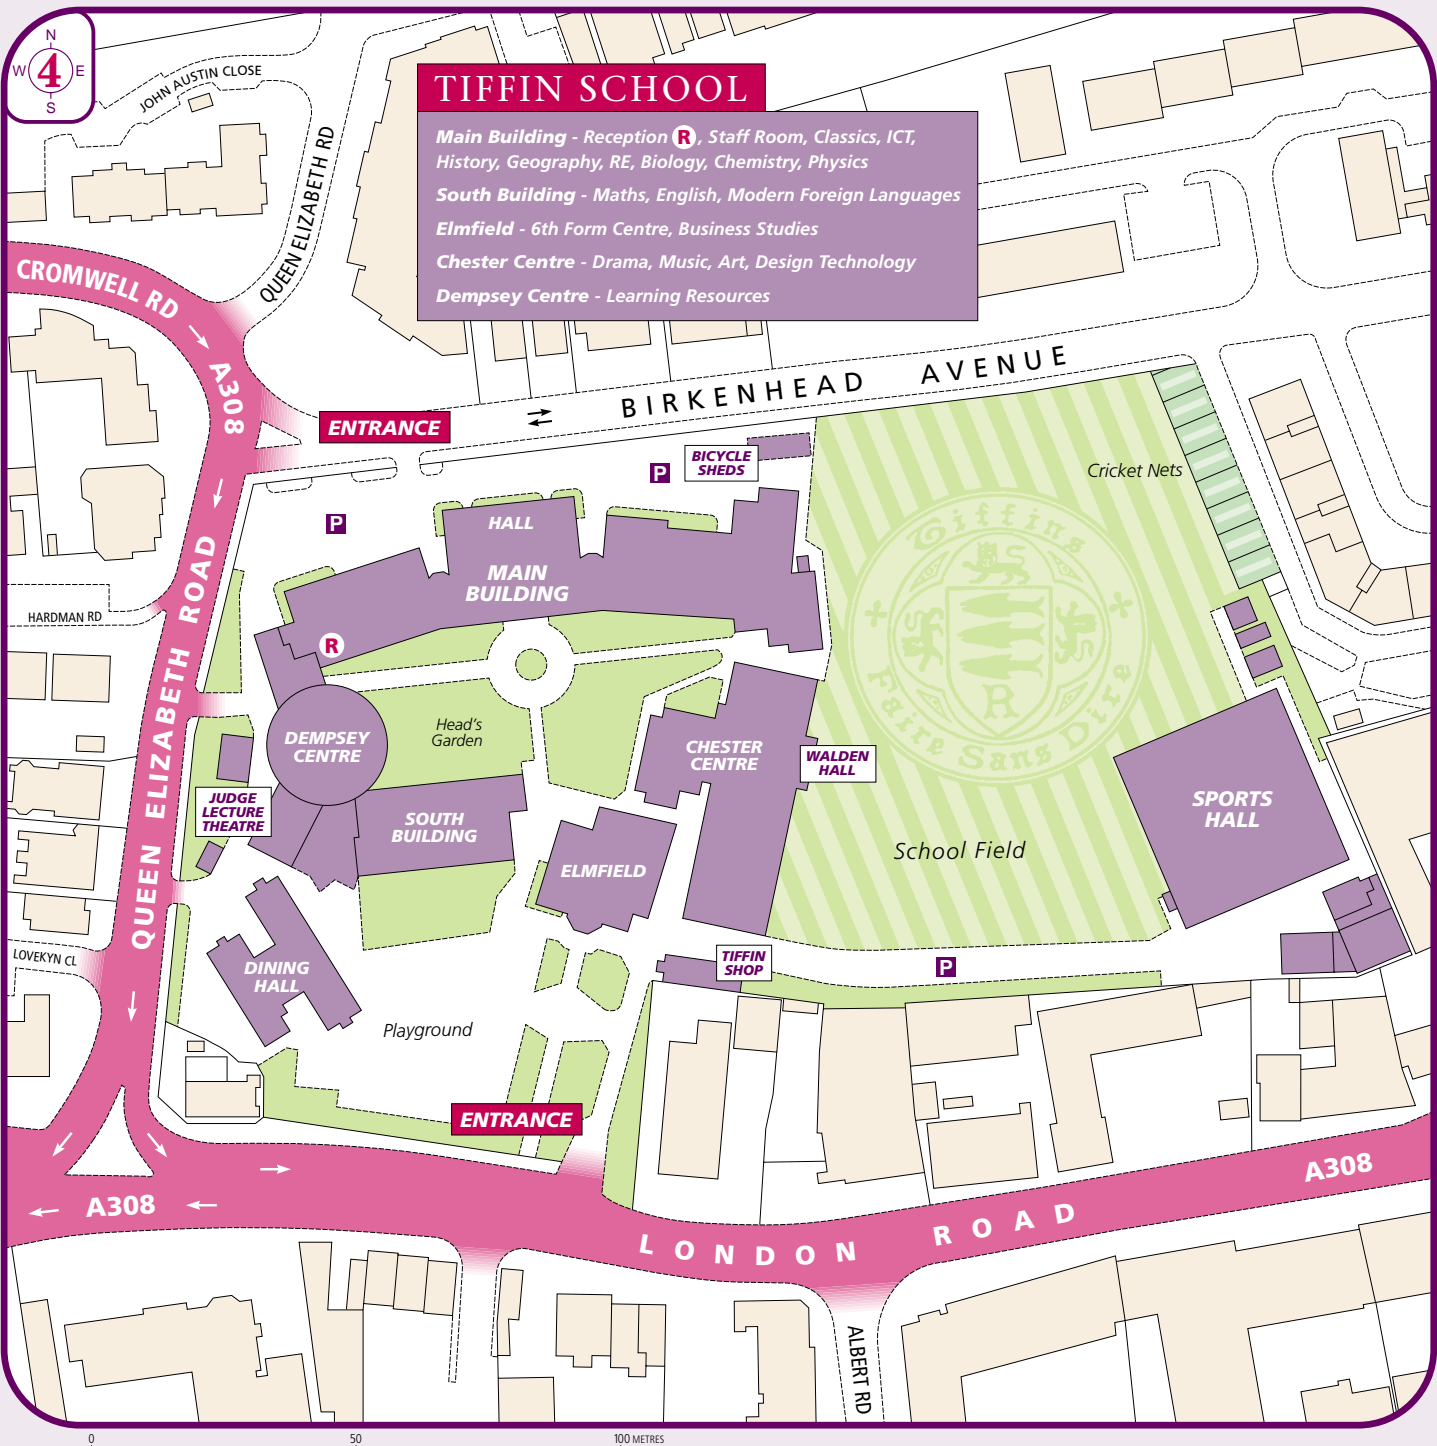 N
W 4 E
S
JOHN AUSTIN CLOSE
QUEEN ELIZABETH RD
TIFFIN SCHOOL
Main Building - Reception R, Staff Room, Classics, ICT,
History, Geography, RE, Biology, Chemistry, Physics
South Building - Maths, English, Modern Foreign Languages
Elmfield - 6th Form Centre, Business Studies
Chester Centre - Drama, Music, Art, Design Technology
Dempsey Centre - Learning Resources
CROMWELL RD
A308
BIRKENHEAD AVENUE
ENTRANCE
BICYCLE
SHEDS
P
P
Cricket Nets
HALL
MAIN
BUILDING
R
Tiffins
Faire Sans Dire
R
HARDMAN RD
QUEEN ELIZABETH ROAD
Head's
Garden
DEMPSEY
CENTRE
CHESTER
CENTRE
WALDEN
HALL
JUDGE
LECTURE
THEATRE
SOUTH
BUILDING
SPORTS
HALL
School Field
ELMFIELD
LOVEKYN CL
DINING
HALL
TIFFIN
SHOP
P
Playground
ENTRANCE
A308
A308
LONDON ROAD
ALBERT RD
0 50 100 METRES